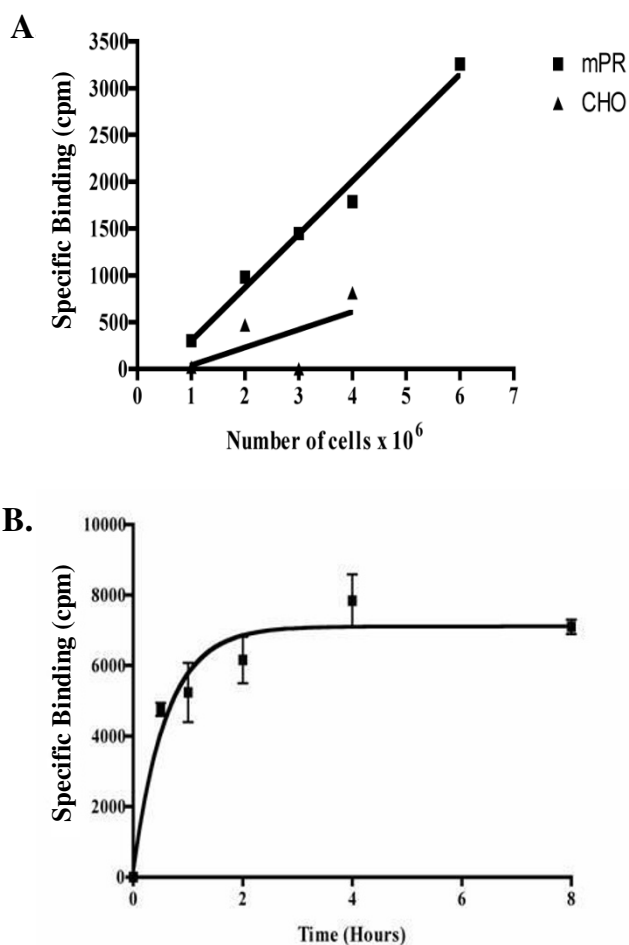 A
Specific Binding (cpm)
3500
3000
2500
2000
1500
1000
500
0
0 1 2 3 4 5 6 7
Number of cells x 10^6
mPR
CHO
B.
Specific Binding (cpm)
10000
8000
6000
4000
2000
0
0 2 4 6 8
Time (Hours)